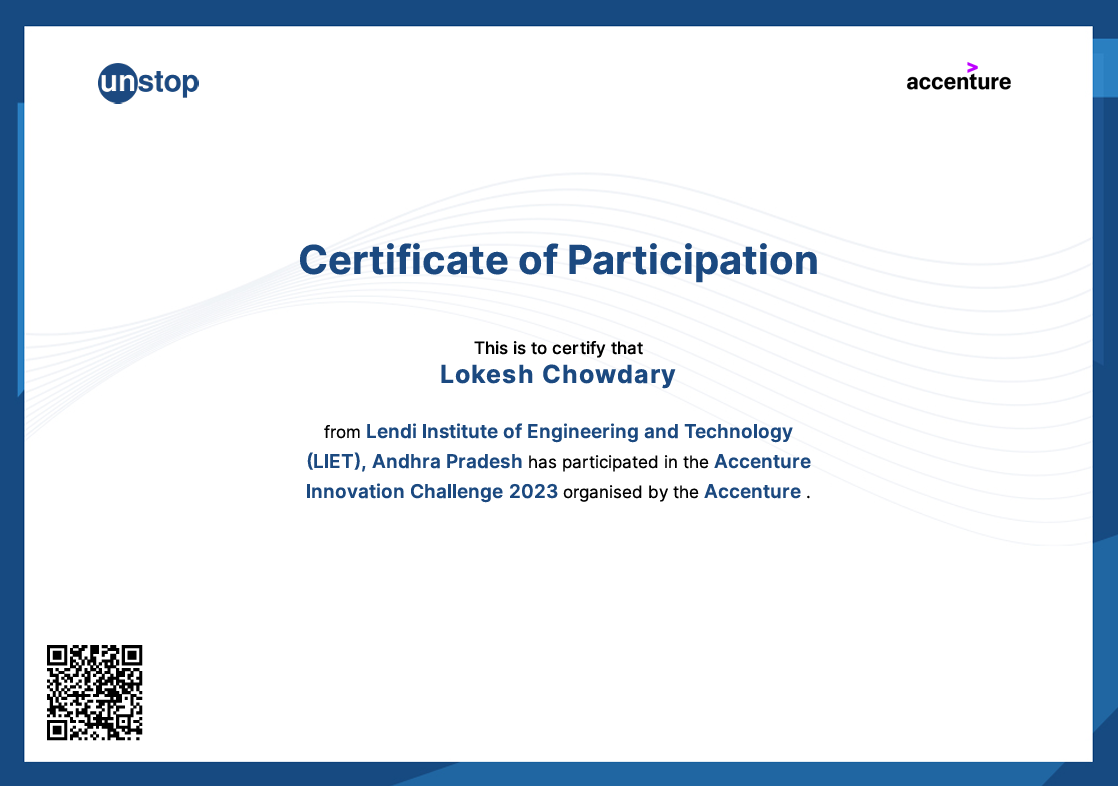 unstop
accenture
Certificate of Participation
This is to certify that
Lokesh Chowdary
from Lendi Institute of Engineering and Technology
(LIET), Andhra Pradesh has participated in the Accenture
Innovation Challenge 2023 organised by the Accenture .